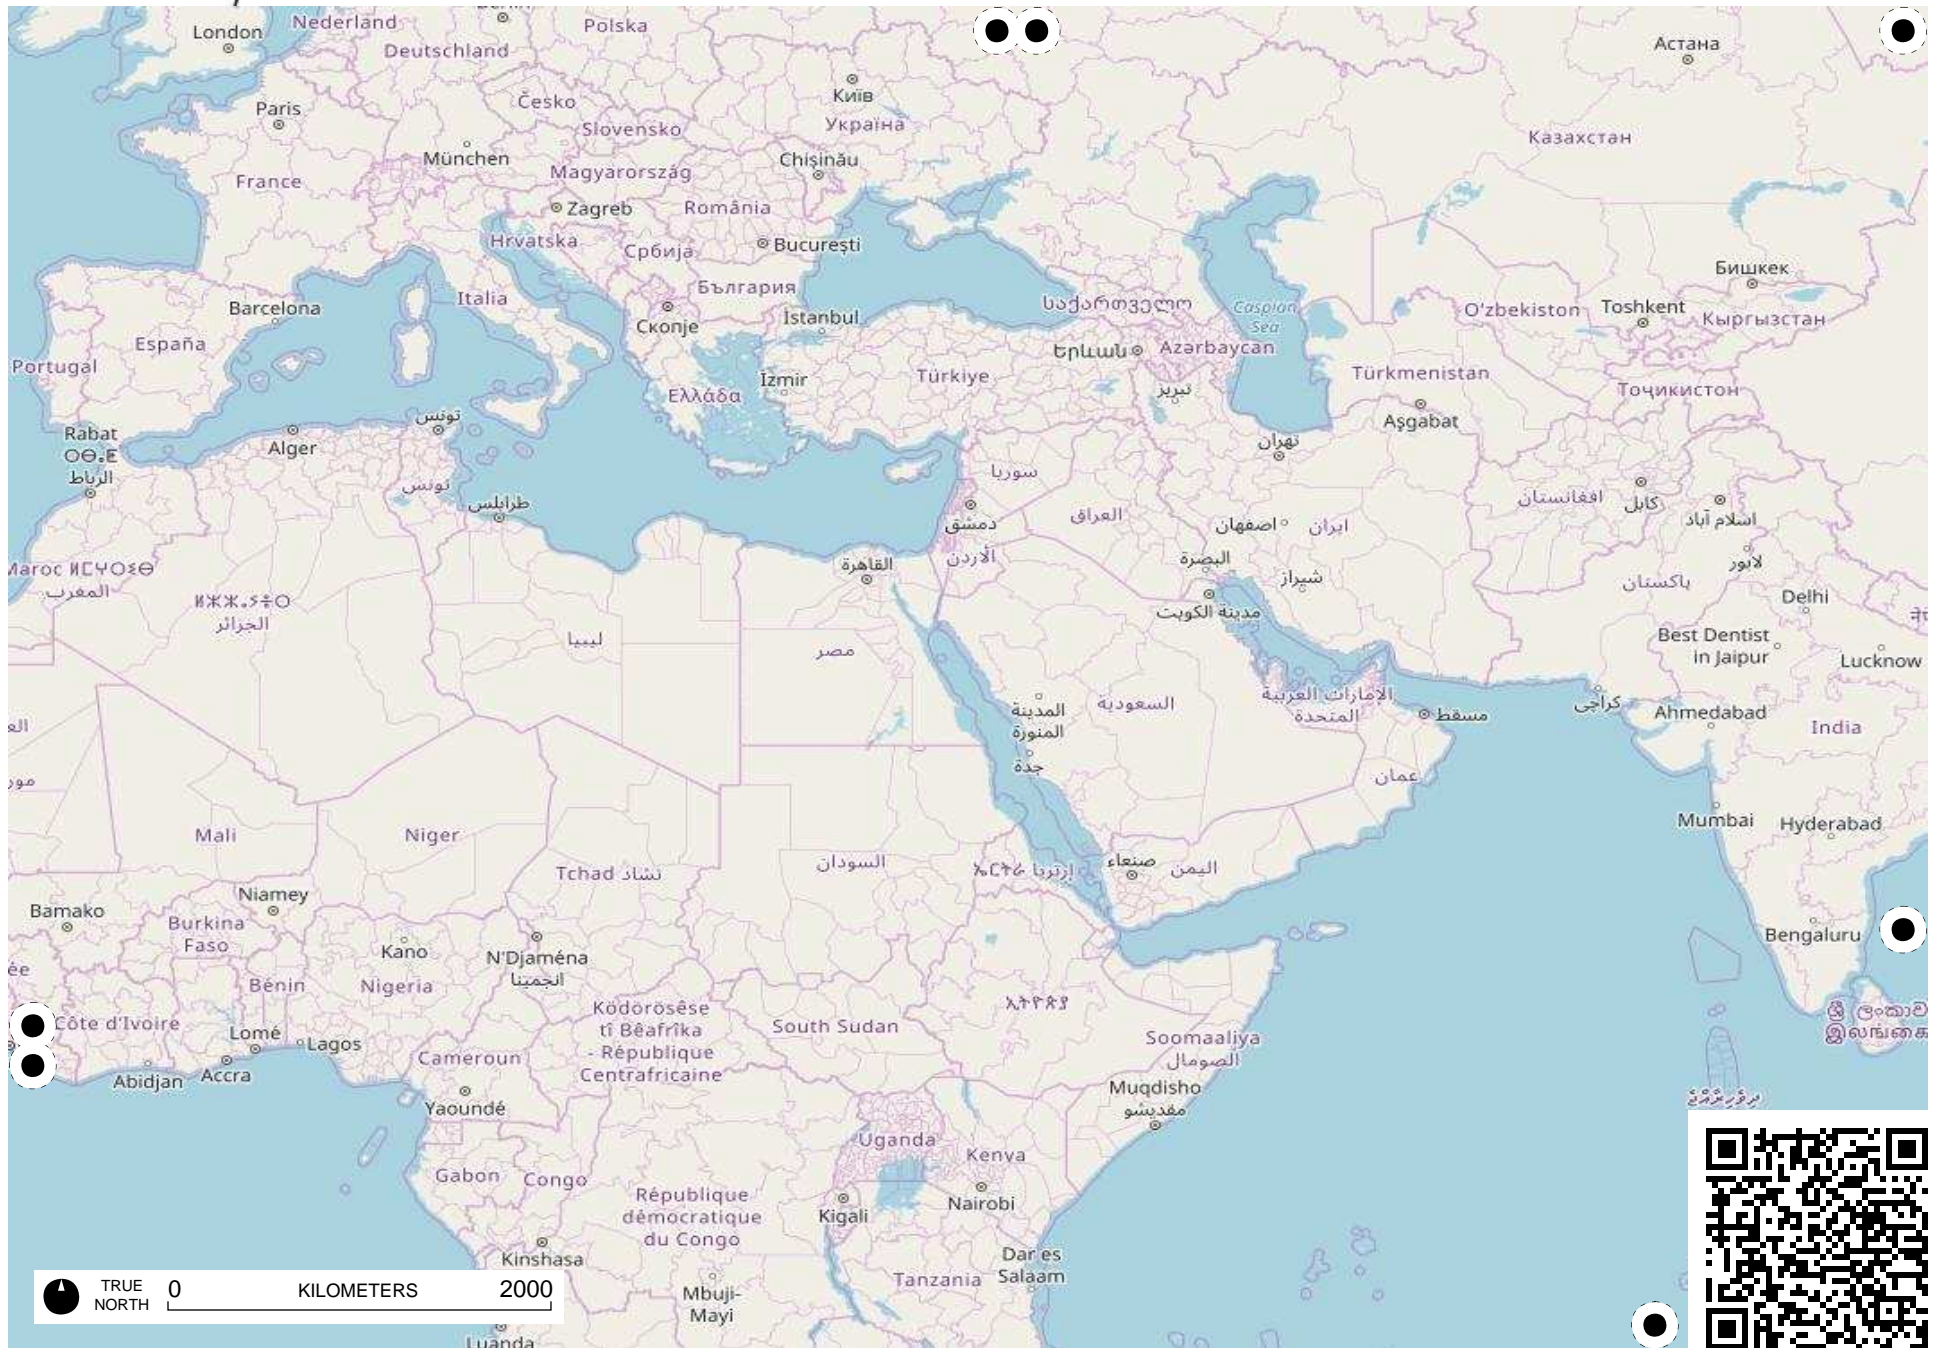 London
Nederland
Deutschland
Polska
Астана
Paris
Česko
Київ
Україна
Slovensko
Казахстан
München
Chișinău
Magyarország
France
Zagreb
România
Hrvatska
Србија
București
Бишкек
България
Italia
Barcelona
İstanbul
საქართველო
Caspian
Sea
O'zbekiston
Toshkent
Кыргызстан
Скопје
España
Portugal
Երևան
Azərbaycan
İzmir
Türkiye
Türkmenistan
Тоҷикистон
Ελλάδα
تبریز
Aşgabat
تونس
Rabat
ⵔⴱⴰⵟ
الرباط
Alger
تهران
سوريا
تونس
طرابلس
دمشق
العراق
اصفهان
ایران
افغانستان
کابل
اسلام آباد
الأردن
القاهرة
البصرة
شیراز
لاہور
پاکستان
Maroc ⵍⵎⵖⵔⵉⴱ
المغرب
ⵍⵣⵣⴰⵢⴻⵔ
الجزائر
مدينة الكويت
Delhi
ليبيا
مصر
Best Dentist
in Jaipur
Lucknow
المدينة
المنورة
السعودية
الإمارات العربية
المتحدة
مسقط
کراچی
Ahmedabad
India
جدة
عمان
Mali
Niger
Mumbai
Hyderabad
Tchad تشاد
السودان
ኤርትራ إرتريا
صنعاء
اليمن
Niamey
Bamako
Burkina
Faso
Kano
N'Djaména
انجمينا
Bengaluru
Bénin
Nigeria
Ködörösêse
tî Bêafrîka
- République
Centrafricaine
ኢትዮጵያ
Côte d'Ivoire
Lomé
Lagos
South Sudan
Soomaaliya
الصومال
Cameroun
Abidjan
Accra
Muqdisho
مقديشو
Yaoundé
ދިވެހިރާއްޖެ
Uganda
Kenya
Gabon
Congo
République
démocratique
du Congo
Kigali
Nairobi
Kinshasa
Dar es
Salaam
Tanzania
Mbuji-
Mayi
Luanda
TRUE
NORTH
0 KILOMETERS 2000